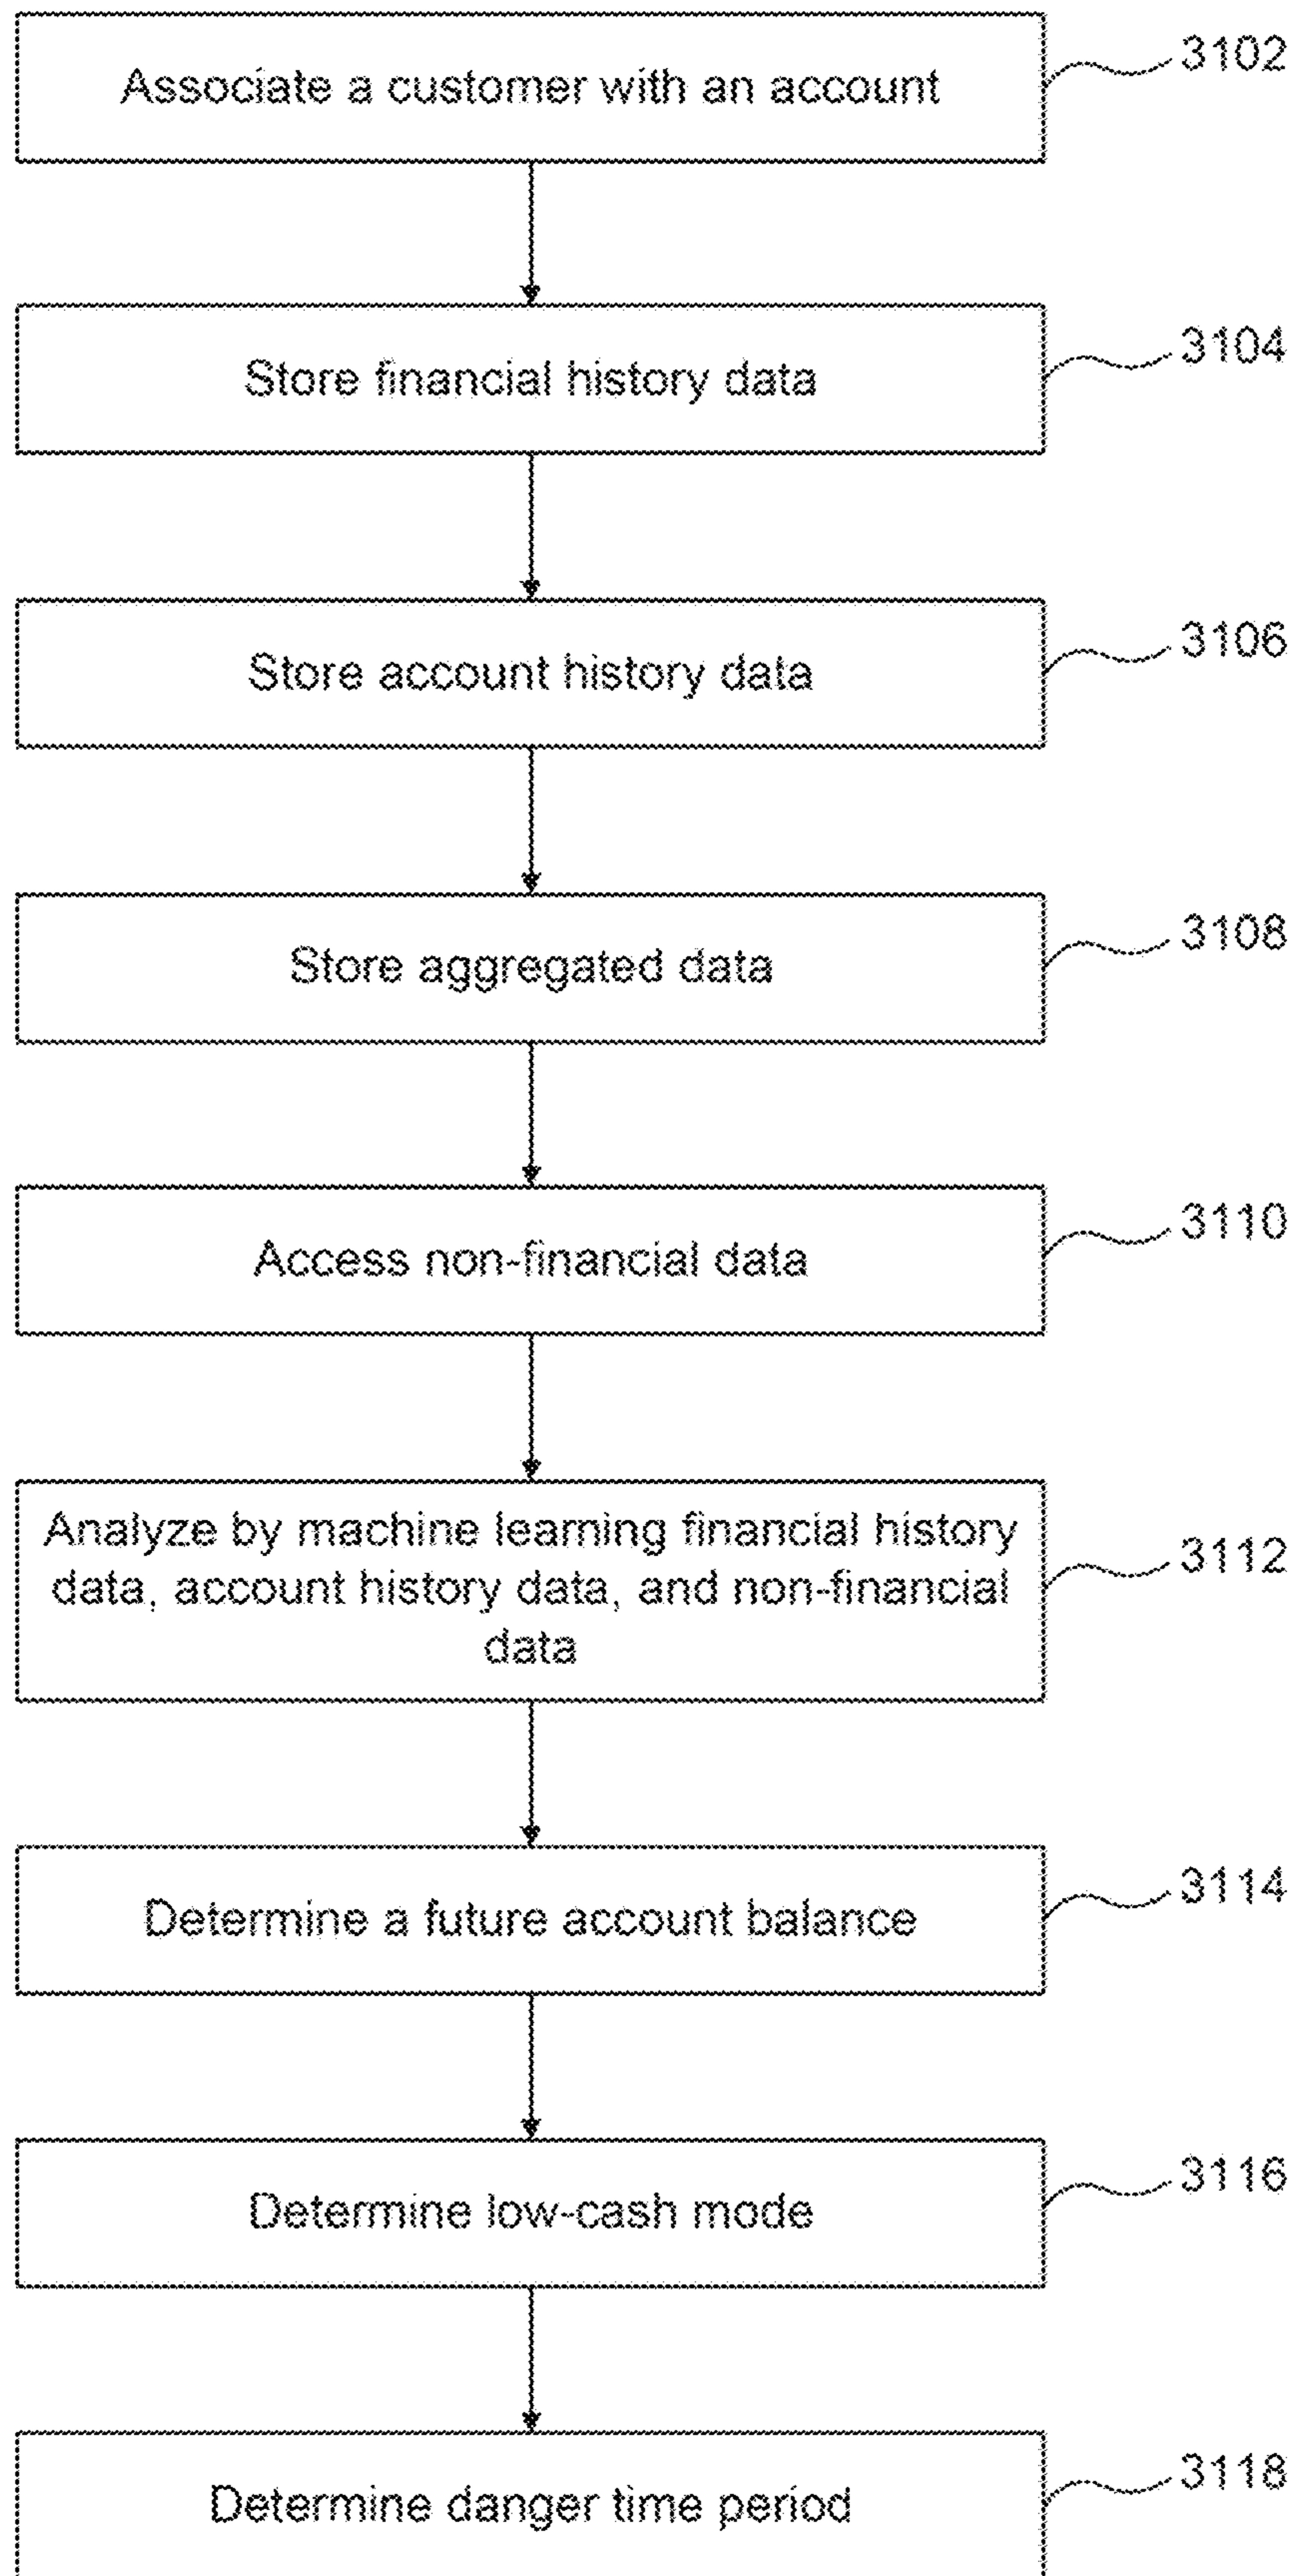 Associate a customer with an account
3102
Store financial history data
3104
Store account history data
3106
Store aggregated data
3108
Access non-financial data
3110
Analyze by machine learning financial history
data, account history data, and non-financial
data
3112
Determine a future account balance
3114
Determine low-cash mode
3116
Determine danger time period
3118